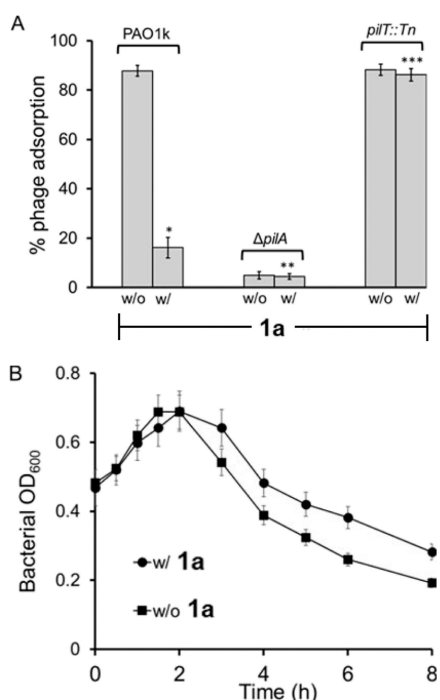 A
PAO1k
pilT::Tn
100
80
60
40
20
0
% phage adsorption
*
ΔpilA
**
***
w/o w/
w/o w/
w/o w/
1a
B
0.8
0.6
0.4
0.2
0
Bacterial OD600
w/ 1a
w/o 1a
0 2 4 6 8
Time (h)